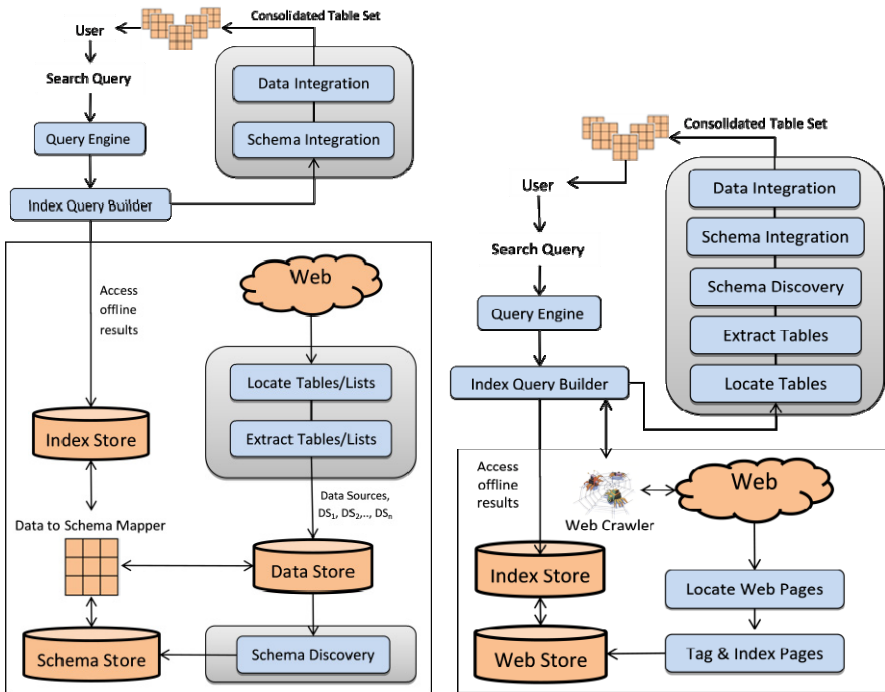 Consolidated Table Set
User
Search Query
Data Integration
Query Engine
Schema Integration
Index Query Builder
Access
offline
results
Web
Locate Tables/Lists
Extract Tables/Lists
Index Store
Data Sources,
DS1, DS2,.., DSn
Data to Schema Mapper
Data Store
Schema Store
Schema Discovery
Consolidated Table Set
User
Search Query
Data Integration
Schema Integration
Schema Discovery
Query Engine
Extract Tables
Index Query Builder
Locate Tables
Access
offline
results
Web Crawler
Web
Index Store
Locate Web Pages
Web Store
Tag & Index Pages